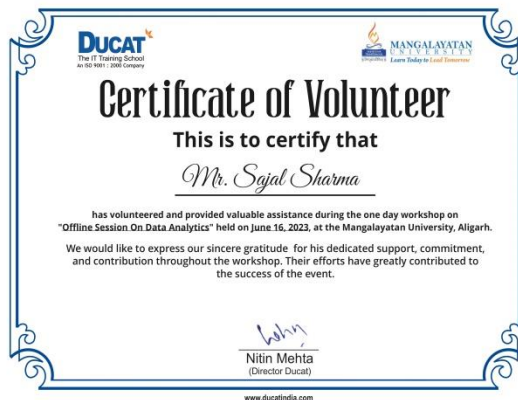 DUCAT
The IT Training School
An ISO 9001 : 2000 Company
MANGALAYATAN
UNIVERSITY
Learn Today to Lead Tomorrow
Certificate of Volunteer
This is to certify that
Mr. Sajal Sharma
has volunteered and provided valuable assistance during the one day workshop on
"Offline Session On Data Analytics" held on June 16, 2023, at the Mangalayatan University, Aligarh.
We would like to express our sincere gratitude for his dedicated support, commitment,
and contribution throughout the workshop. Their efforts have greatly contributed to
the success of the event.
Nitin Mehta
(Director Ducat)
www.ducatindia.com